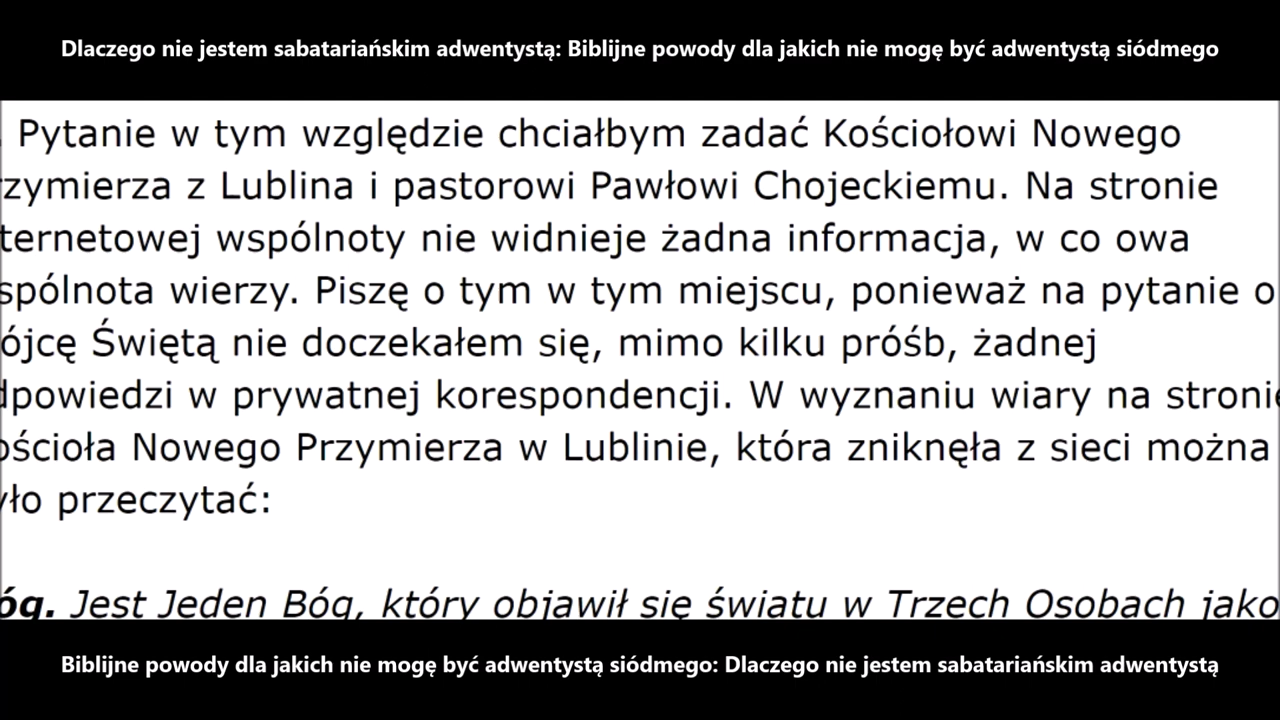 Dlaczego nie jestem sabatariańskim adwentystą: Biblijne powody dla jakich nie mogę być adwentystą siódmego
. Pytanie w tym względzie chciałbym zadać Kościołowi Nowego
rzymierza z Lublina i pastorowi Pawłowi Chojeckiemu. Na stronie
ternetowej wspólnoty nie widnieje żadna informacja, w co owa
spólnota wierzy. Piszę o tym w tym miejscu, ponieważ na pytanie o
ójcę Świętą nie doczekałem się, mimo kilku próśb, żadnej
dpowiedzi w prywatnej korespondencji. W wyznaniu wiary na stronie
ościoła Nowego Przymierza w Lublinie, która zniknęła z sieci można
yło przeczytać:
óg. Jest Jeden Bóg, który objawił się światu w Trzech Osobach jako
Biblijne powody dla jakich nie mogę być adwentystą siódmego: Dlaczego nie jestem sabatariańskim adwentystą